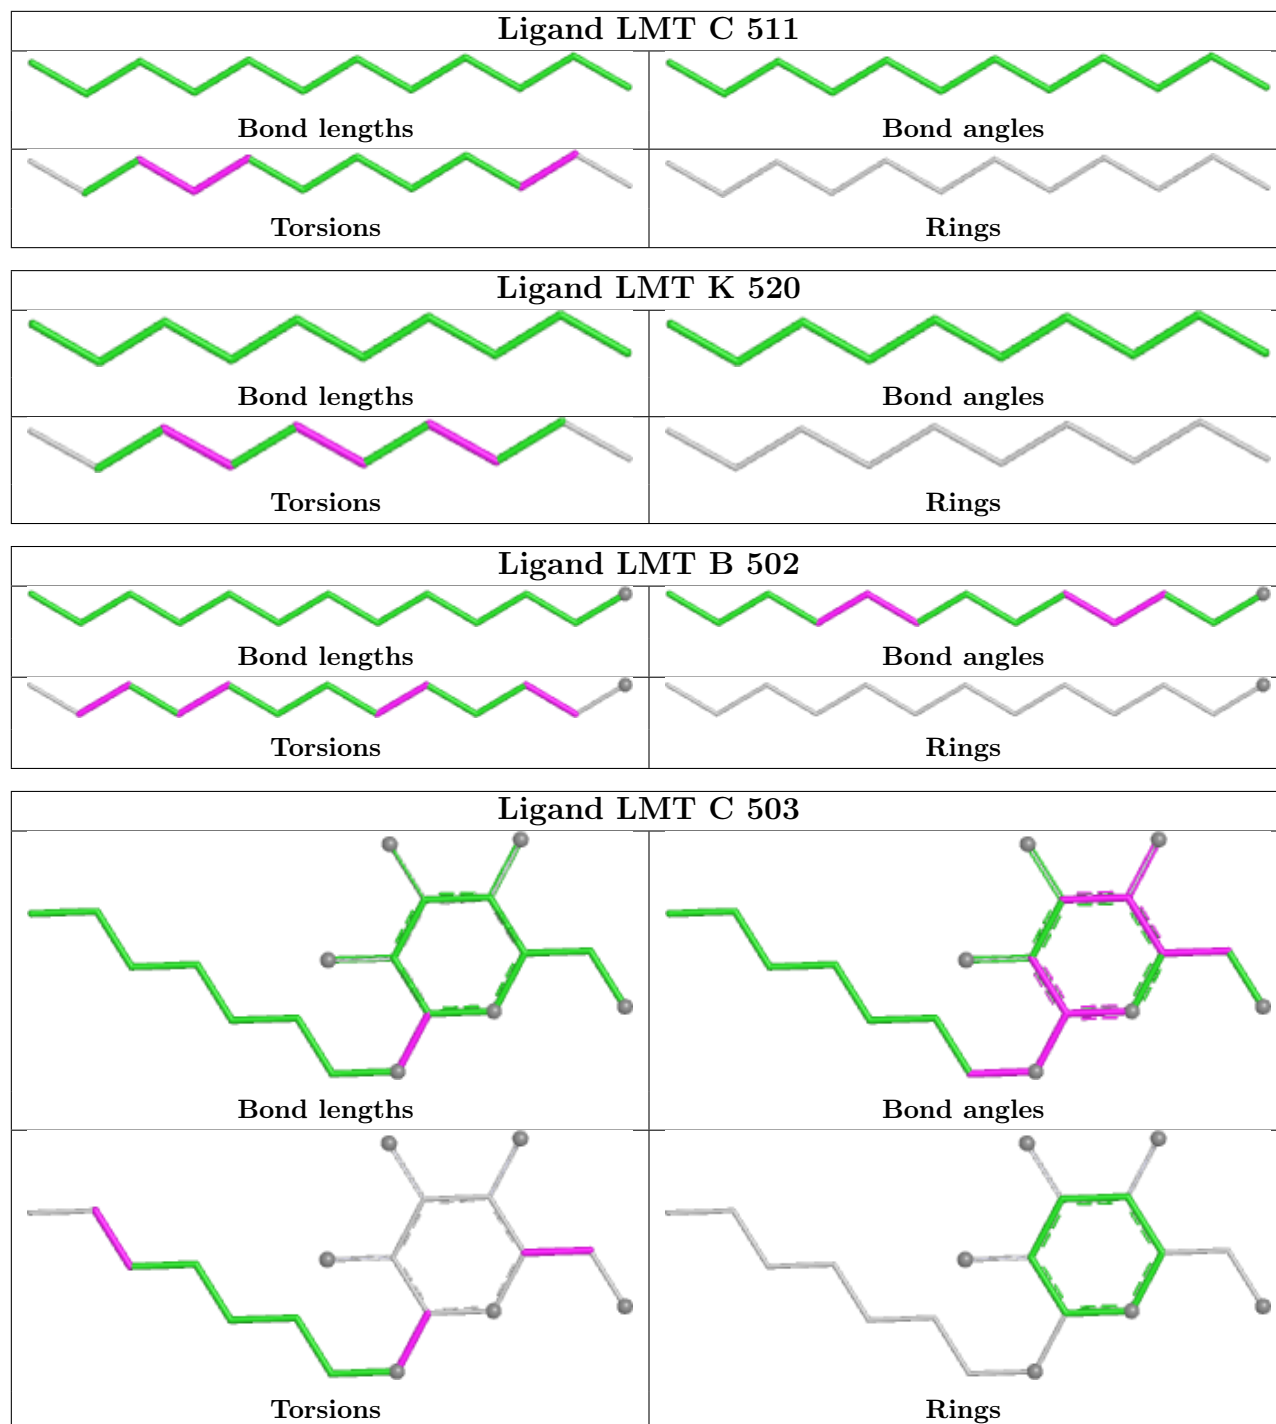 Ligand LMT C 511
Bond lengths
Bond angles
Torsions
Rings
Ligand LMT K 520
Bond lengths
Bond angles
Torsions
Rings
Ligand LMT B 502
Bond lengths
Bond angles
Torsions
Rings
Ligand LMT C 503
Bond lengths
Bond angles
Torsions
Rings